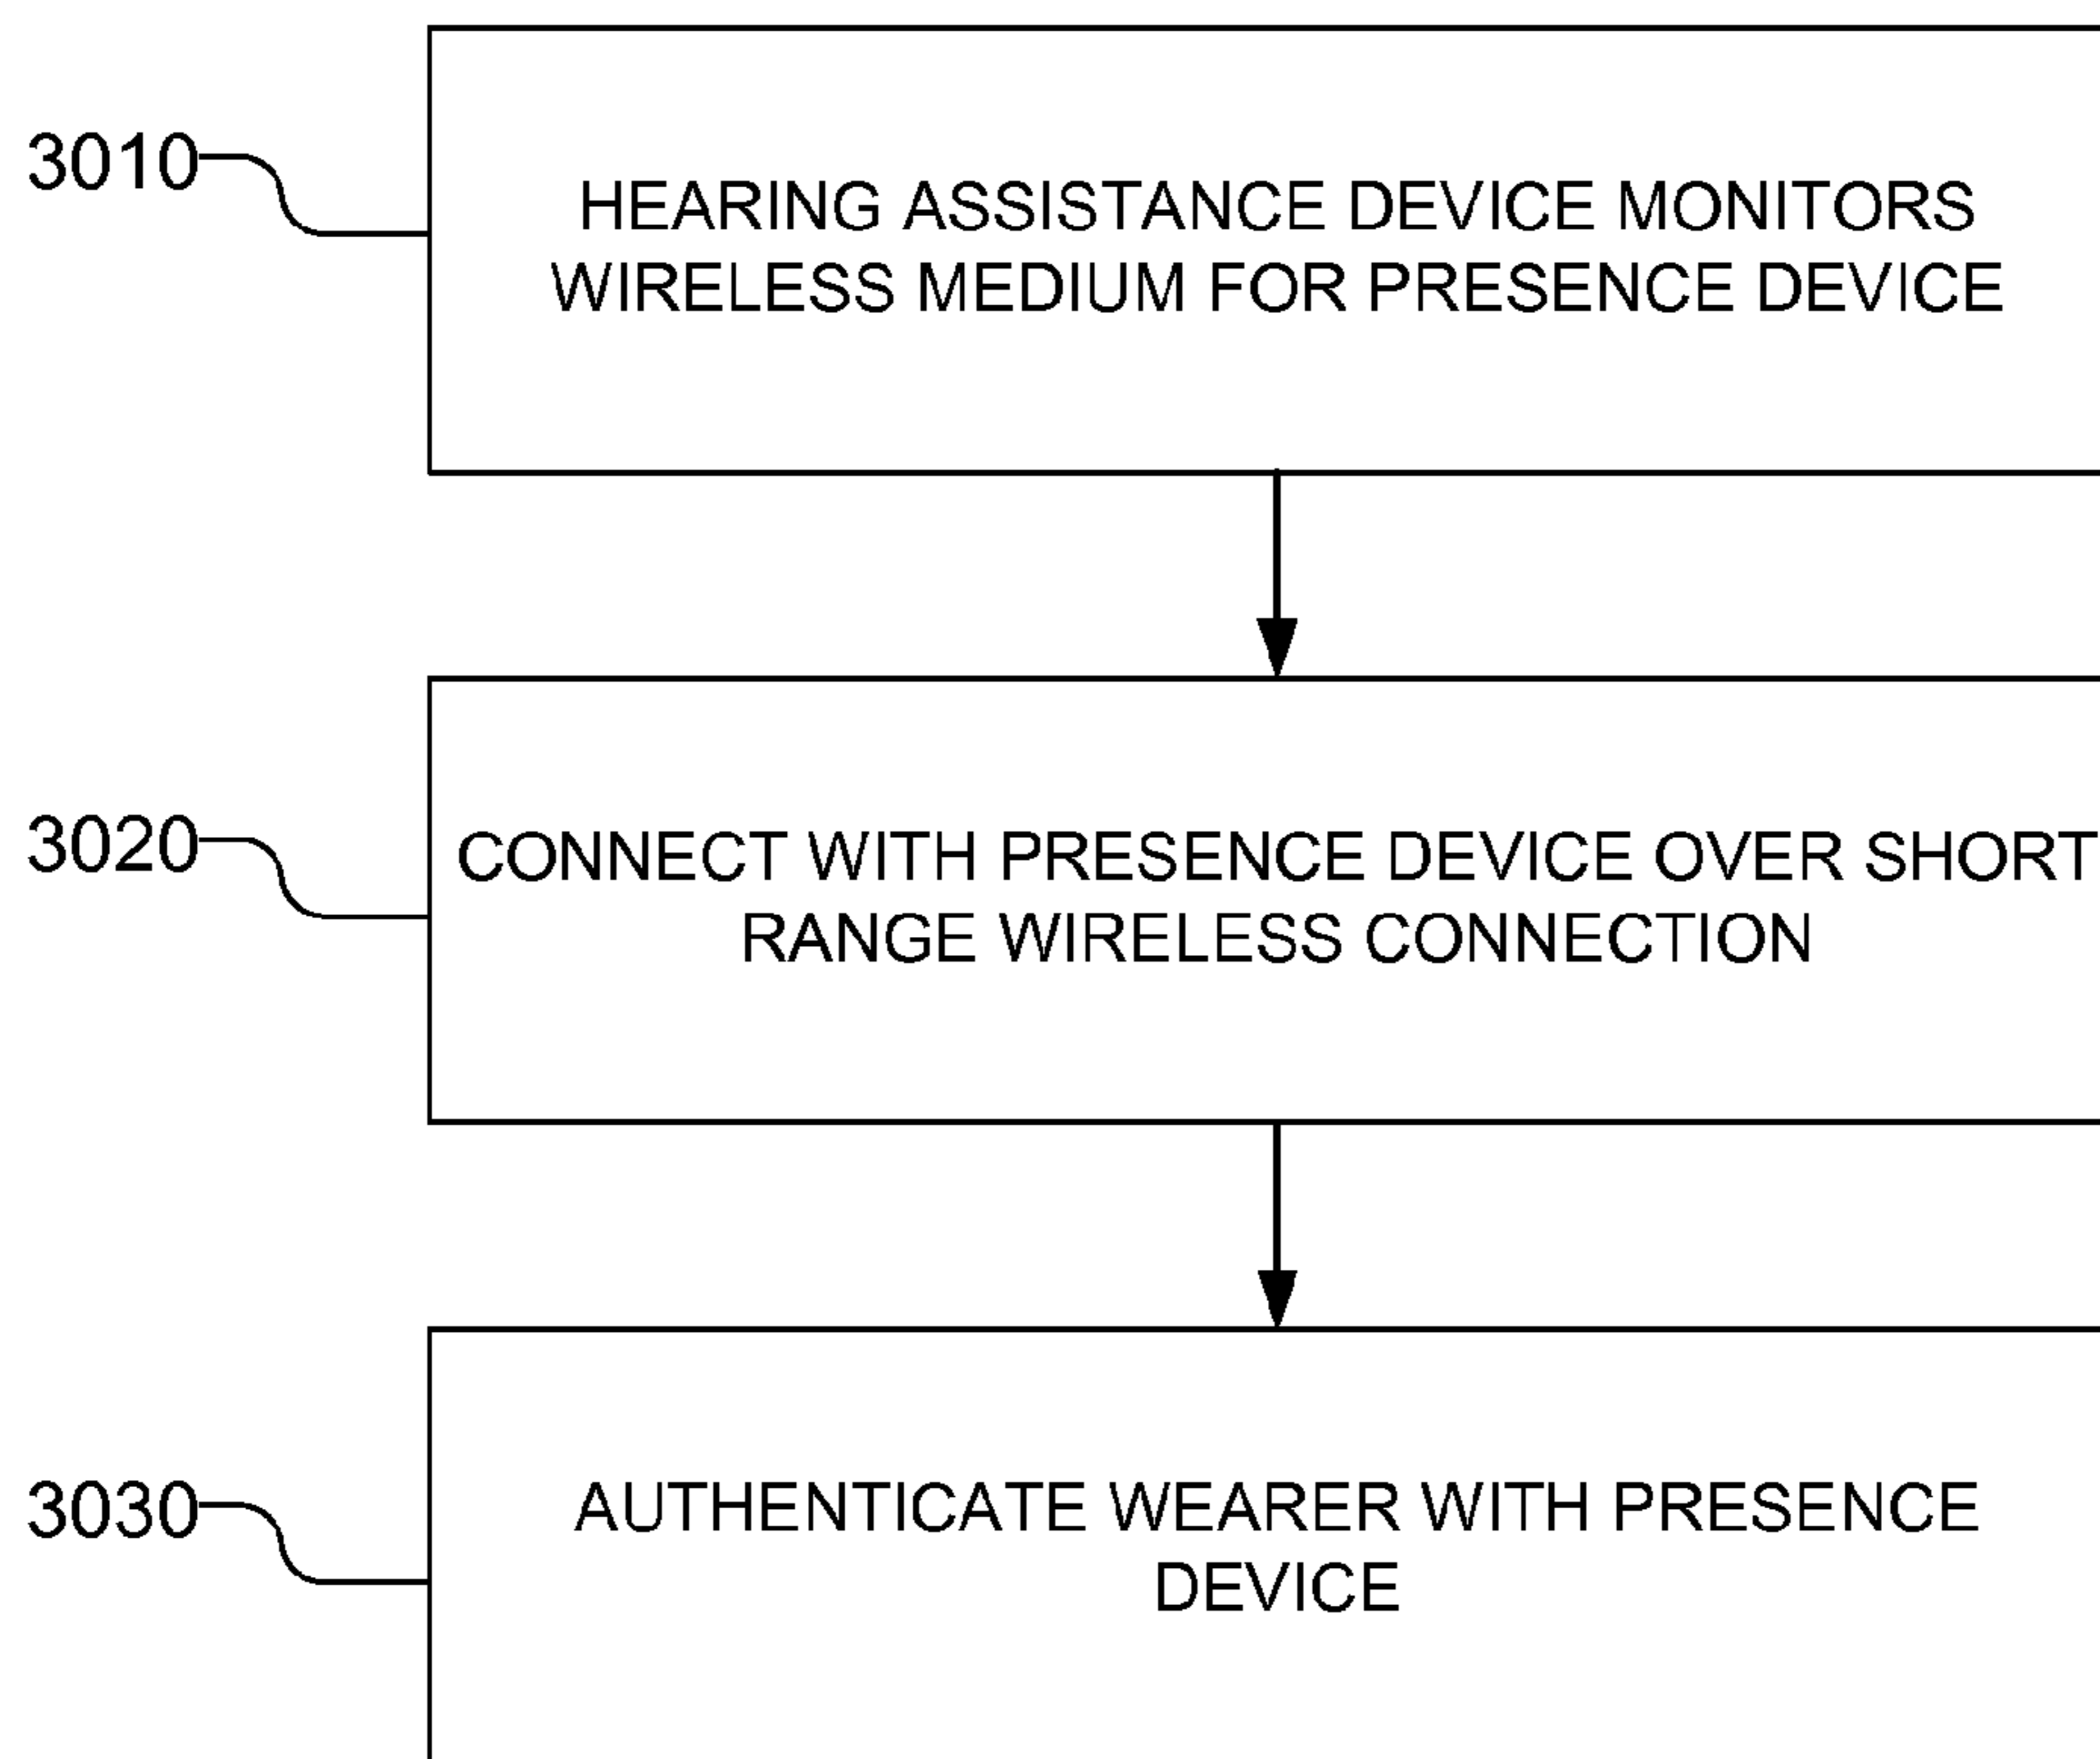 3010
HEARING ASSISTANCE DEVICE MONITORS
WIRELESS MEDIUM FOR PRESENCE DEVICE
3020
CONNECT WITH PRESENCE DEVICE OVER SHORT
RANGE WIRELESS CONNECTION
3030
AUTHENTICATE WEARER WITH PRESENCE
DEVICE